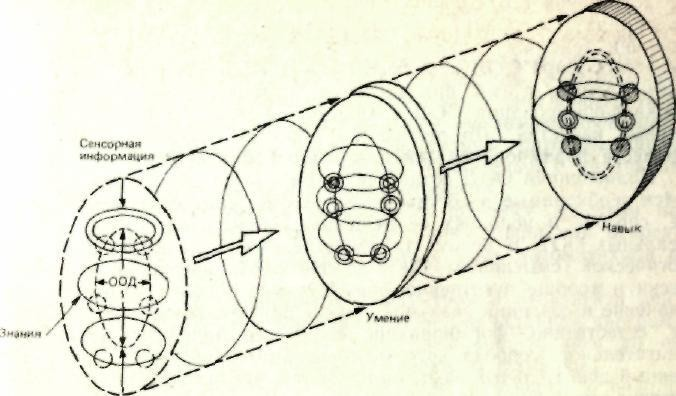 Сенсорная
информация
ООД
Знания
Умение
Навык